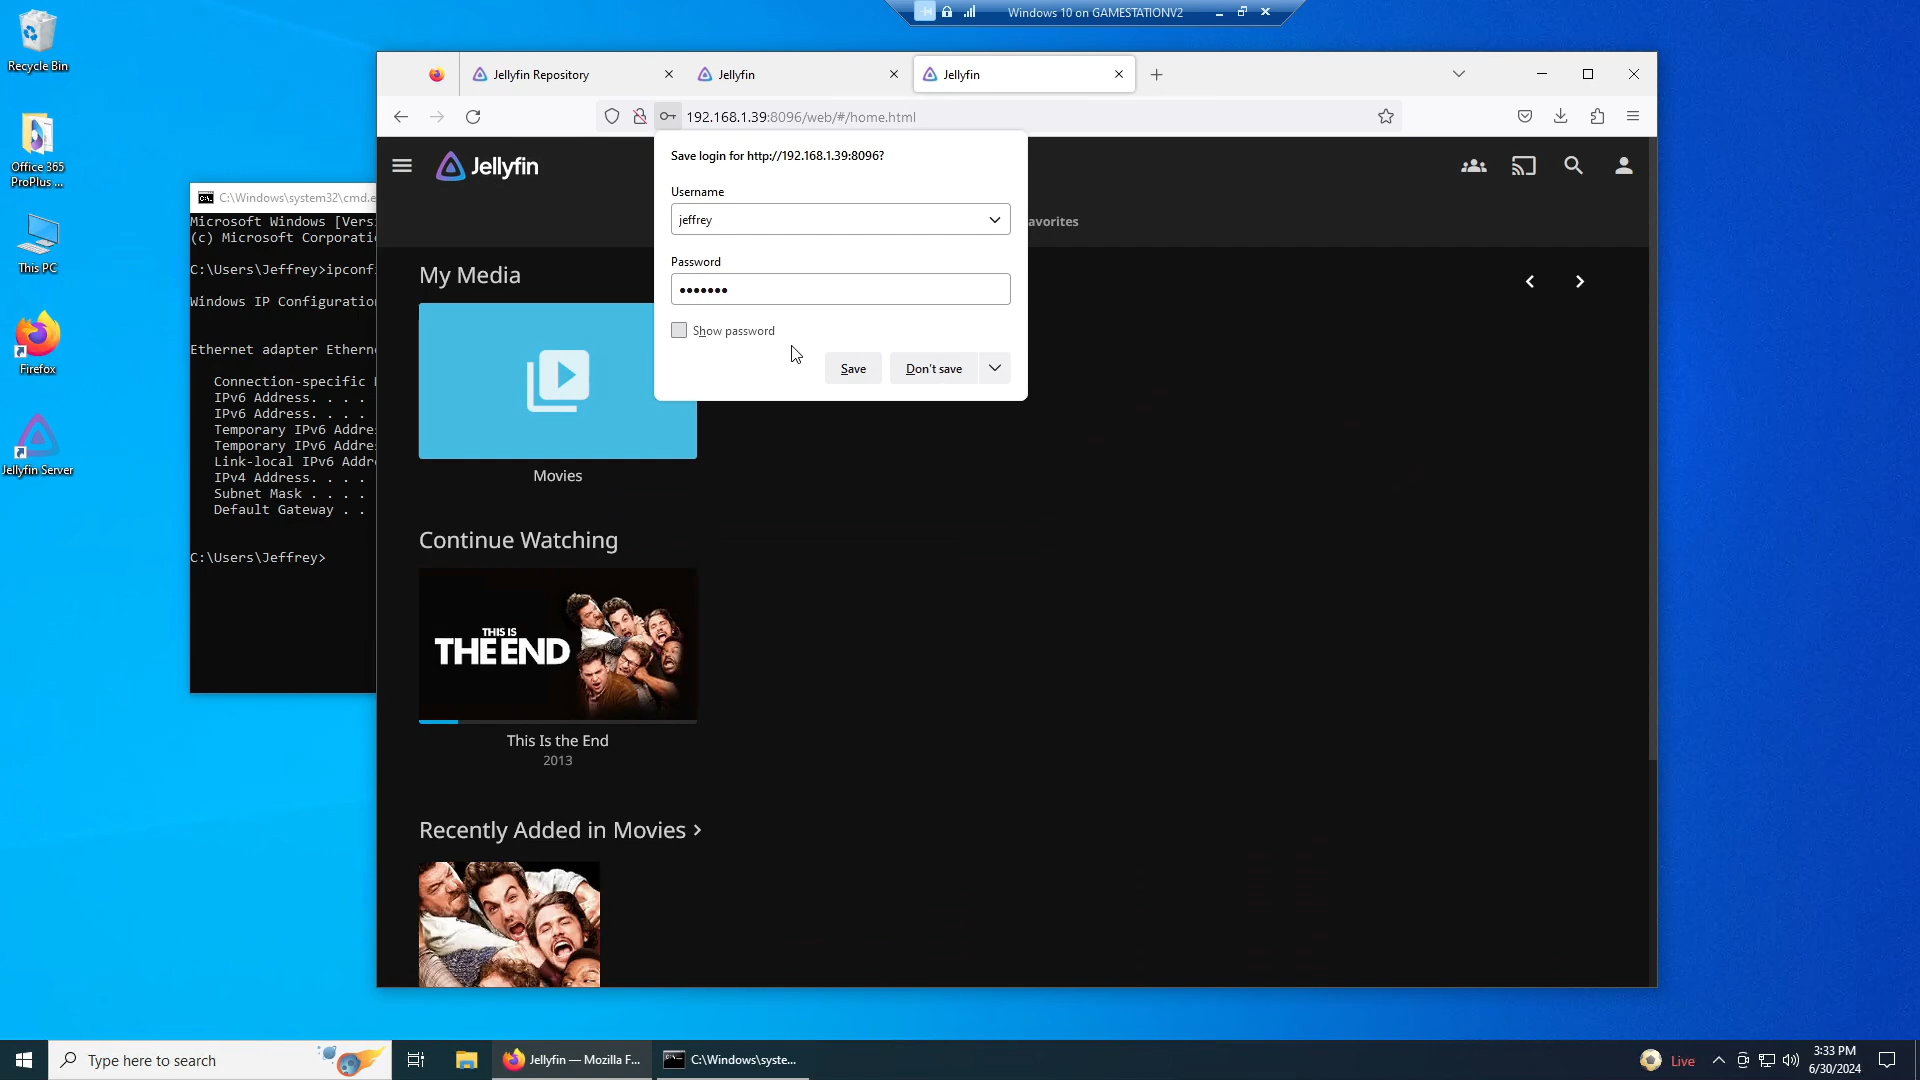 Windows 10 on GAMESTATIONV2
Recycle Bin
Office 365
ProPlus ...
This PC
Firefox
Jellyfin Server
C:\Windows\system32\cmd.e
Microsoft Windows [Vers
(c) Microsoft Corporati
C:\Users\Jeffrey>ipconf
Windows IP Configuration
Ethernet adapter Ethern
Connection-specific
IPv6 Address. . . .
IPv6 Address. . . .
Temporary IPv6 Addre
Temporary IPv6 Addre
Link-local IPv6 Addr
IPv4 Address. . . .
Subnet Mask . . . .
Default Gateway . .
C:\Users\Jeffrey>
Jellyfin Repository
Jellyfin
Jellyfin
192.168.1.39:8096/web/#/home.html
Jellyfin
avorites
Save login for http://192.168.1.39:8096?
Username
jeffrey
Password
•••••••
Show password
Save
Don't save
My Media
Movies
Continue Watching
THIS IS
THE END
This Is the End
2013
Recently Added in Movies >
Type here to search
Jellyfin — Mozilla F...
C:\Windows\syste...
Live
3:33 PM
6/30/2024